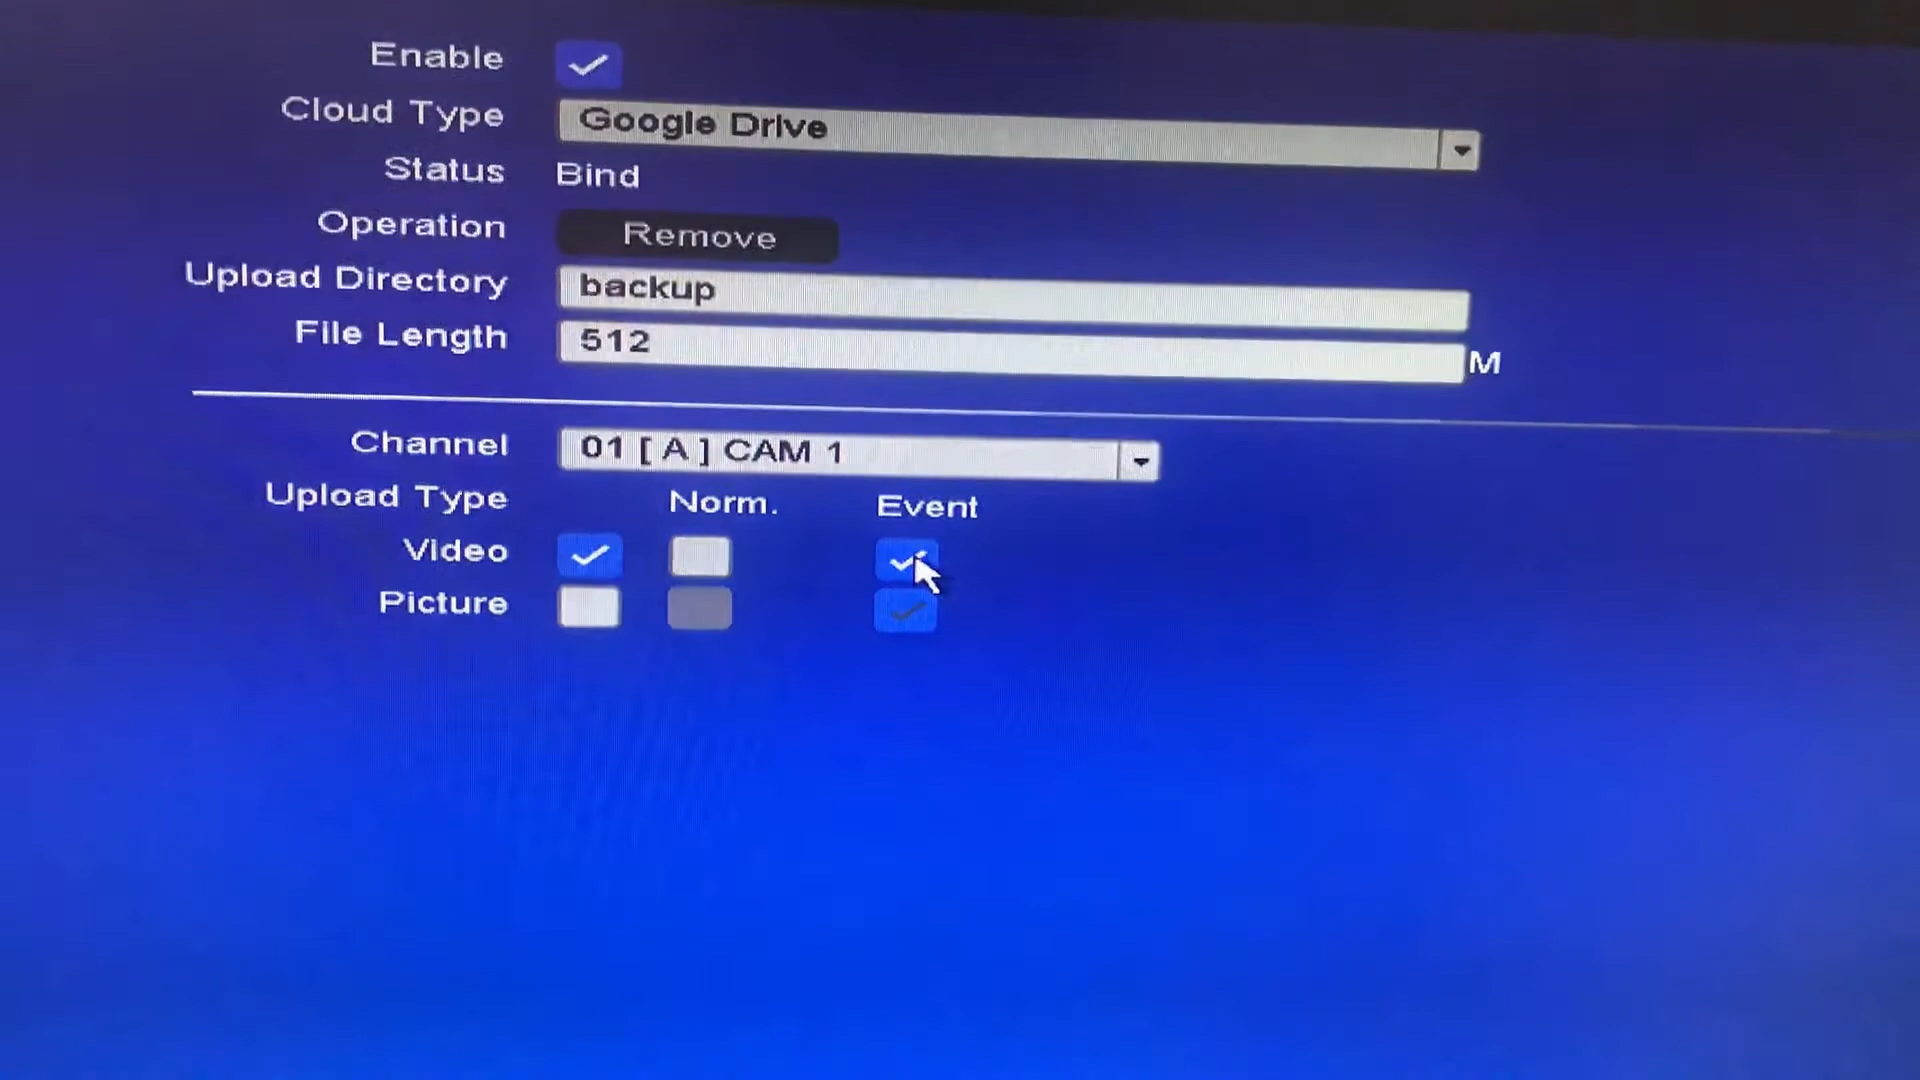 Enable
Cloud Type Google Drive
Status Bind
Operation Remove
Upload Directory backup
File Length 512 M
Channel 01 [ A ] CAM 1
Upload Type Norm. Event
Video
Picture